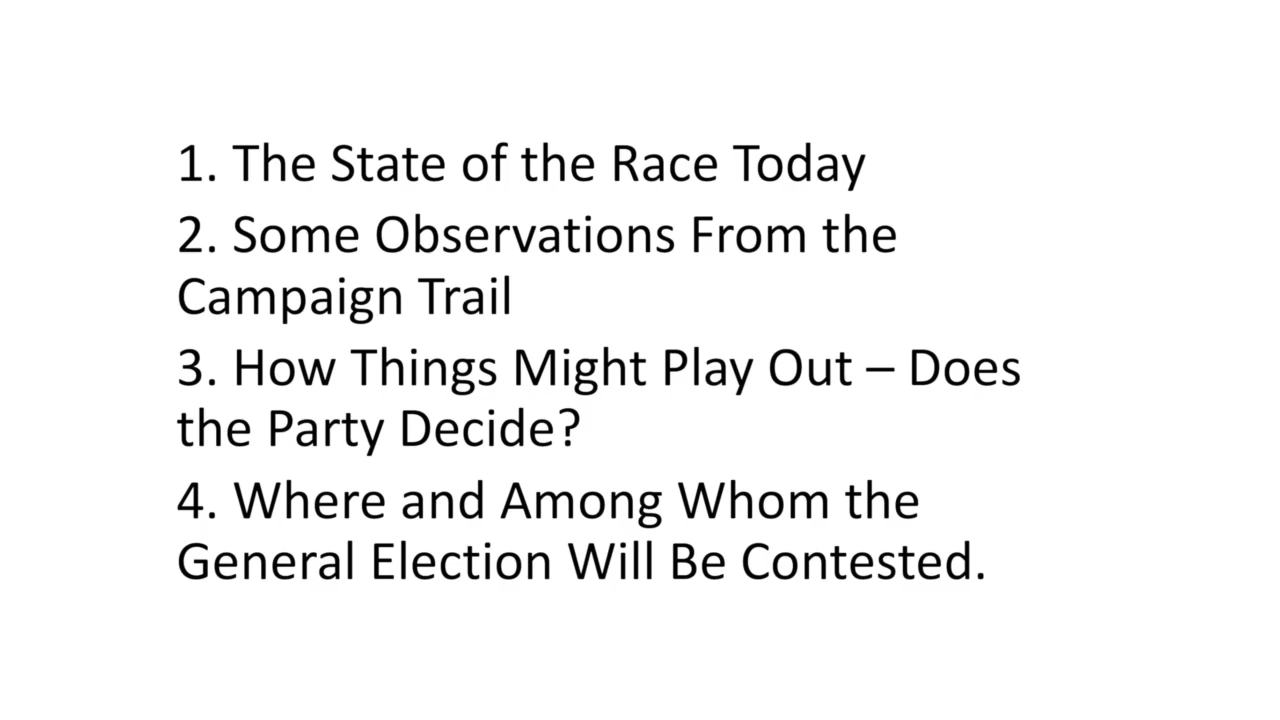 1. The State of the Race Today
2. Some Observations From the
Campaign Trail
3. How Things Might Play Out – Does
the Party Decide?
4. Where and Among Whom the
General Election Will Be Contested.